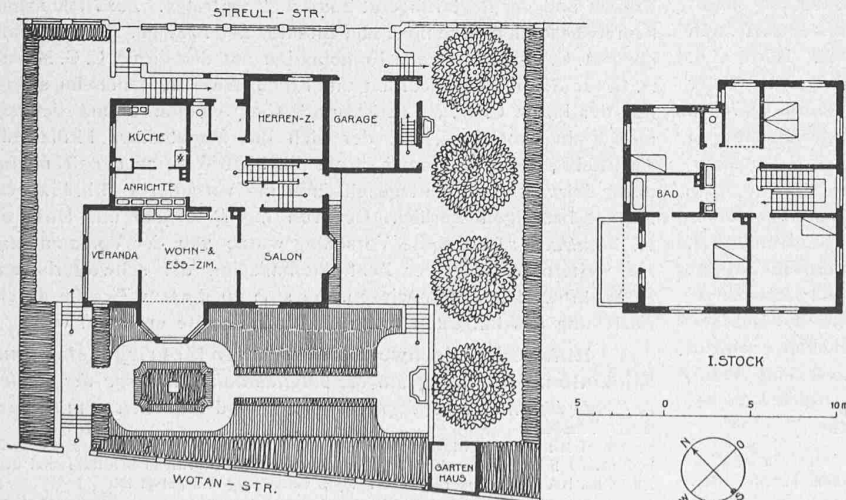 STREULI - STR.
KÜCHE
HERREN-Z.
GARAGE
ANRICHTE
BAD
VERANDA
WOHN- &
ESS-ZIM.
SALON
I. STOCK
5 0 5 10 m
N O
W
GARTEN
HAUS
WOTAN - STR.